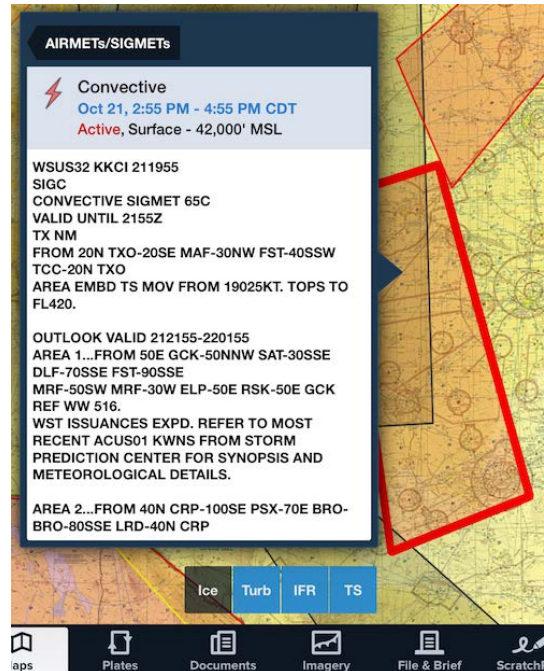 AIRMETs/SIGMETs
Convective
Oct 21, 2:55 PM - 4:55 PM CDT
Active, Surface - 42,000' MSL
WSUS32 KKCI 211955
SIGC
CONVECTIVE SIGMET 65C
VALID UNTIL 2155Z
TX NM
FROM 20N TXO-20SE MAF-30NW FST-40SSW
TCC-20N TXO
AREA EMBD TS MOV FROM 19025KT. TOPS TO
FL420.
OUTLOOK VALID 212155-220155
AREA 1...FROM 50E GCK-50NNW SAT-30SSE
DLF-70SSE FST-90SSE
MRF-50SW MRF-30W ELP-50E RSK-50E GCK
REF WW 516.
WST ISSUANCES EXPD. REFER TO MOST
RECENT ACUS01 KWNS FROM STORM
PREDICTION CENTER FOR SYNOPSIS AND
METEOROLOGICAL DETAILS.
AREA 2...FROM 40N CRP-100SE PSX-70E BRO-
BRO-80SSE LRD-40N CRP
Ice Turb IFR TS
aps Plates Documents Imagery File & Brief Scratch